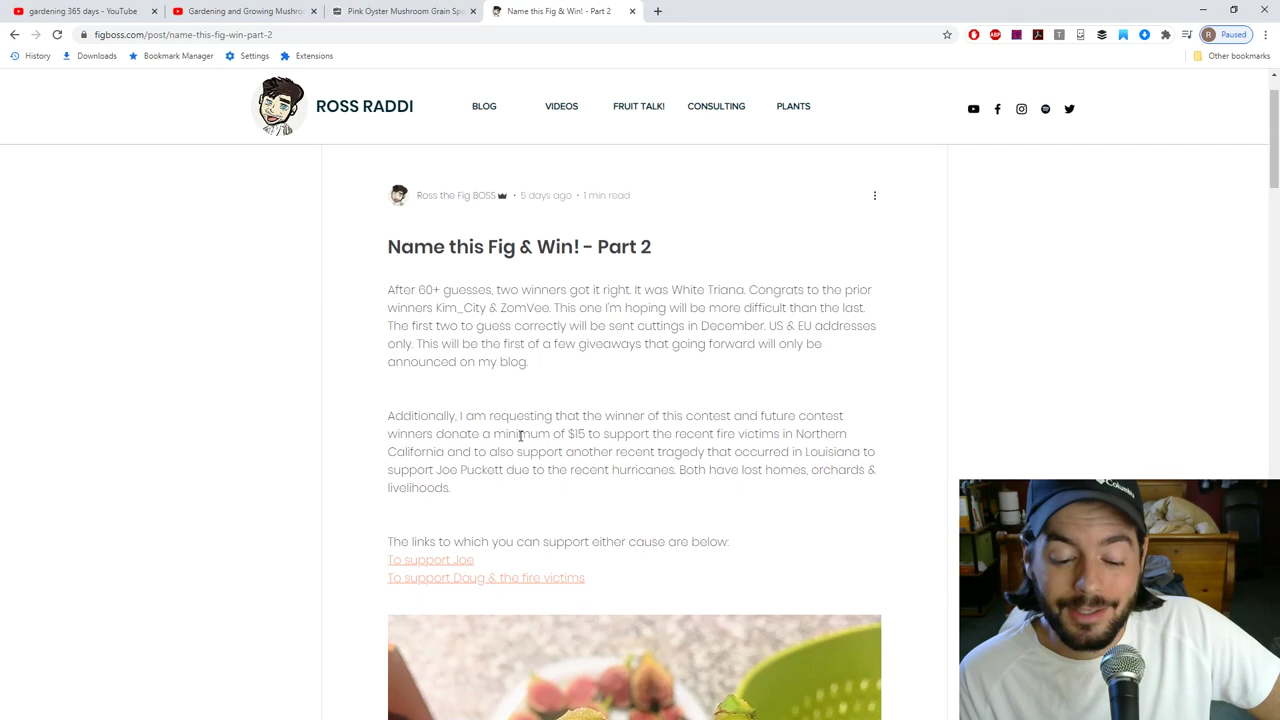 gardening 365 days - YouTube
Gardening and Growing Mushro
Pink Oyster Mushroom Grain Spa
Name this Fig & Win! - Part 2
figboss.com/post/name-this-fig-win-part-2
R Paused
History Downloads Bookmark Manager Settings Extensions Other bookmarks
ROSS RADDI BLOG VIDEOS FRUIT TALK! CONSULTING PLANTS
Ross the Fig BOSS · 5 days ago · 1 min read
Name this Fig & Win! - Part 2
After 60+ guesses, two winners got it right. It was White Triana. Congrats to the prior
winners Kim_City & ZomVee. This one I'm hoping will be more difficult than the last.
The first two to guess correctly will be sent cuttings in December. US & EU addresses
only. This will be the first of a few giveaways that going forward will only be
announced on my blog.
Additionally, I am requesting that the winner of this contest and future contest
winners donate a minimum of $15 to support the recent fire victims in Northern
California and to also support another recent tragedy that occurred in Louisiana to
support Joe Puckett due to the recent hurricanes. Both have lost homes, orchards &
livelihoods.
The links to which you can support either cause are below:
To support Joe
To support Doug & the fire victims
Columbia